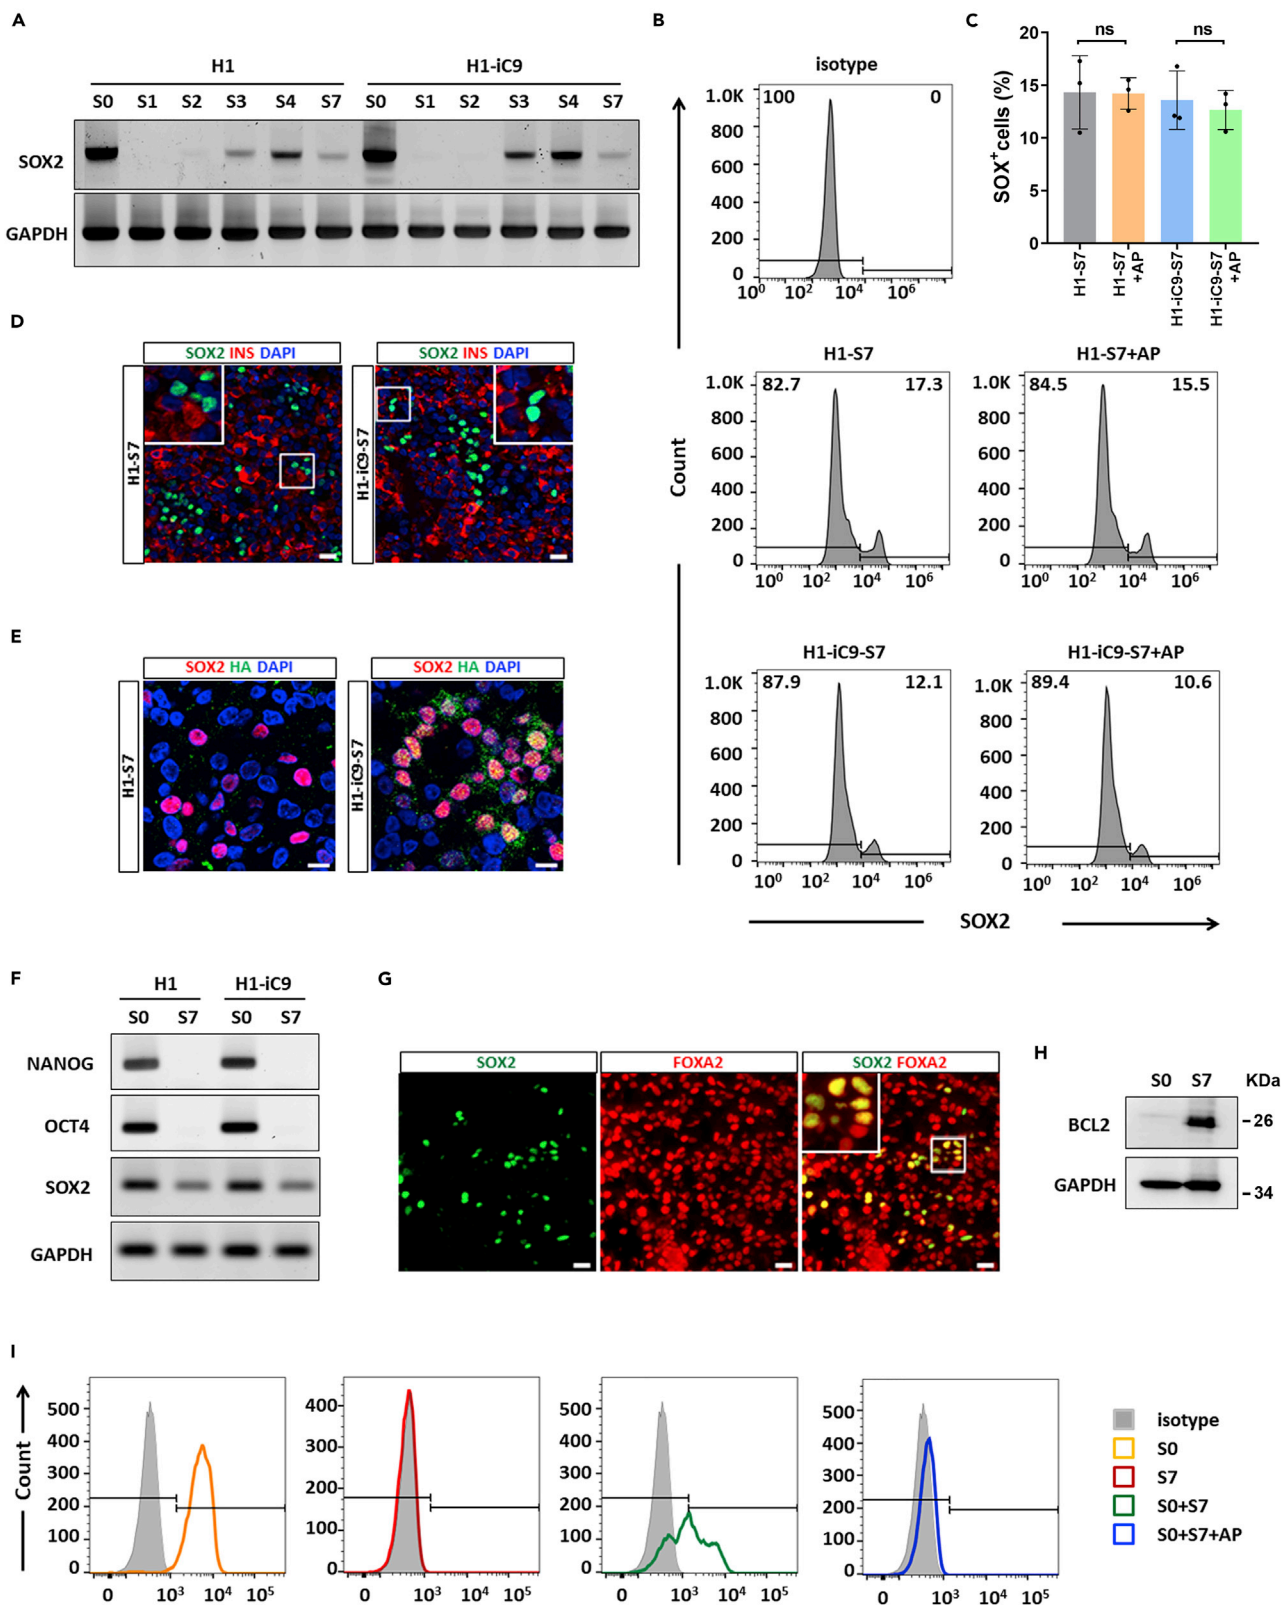 A
H1
H1-iC9
S0 S1 S2 S3 S4 S7 S0 S1 S2 S3 S4 S7
SOX2
GAPDH
B
isotype
100 0
1.0K
800
600
400
200
0
10⁰ 10² 10⁴ 10⁶
H1-S7
82.7 17.3
1.0K
800
600
400
200
0
10⁰ 10² 10⁴ 10⁶
H1-S7+AP
84.5 15.5
1.0K
800
600
400
200
0
10⁰ 10² 10⁴ 10⁶
Count
H1-iC9-S7
87.9 12.1
1.0K
800
600
400
200
0
10⁰ 10² 10⁴ 10⁶
H1-iC9-S7+AP
89.4 10.6
1.0K
800
600
400
200
0
10⁰ 10² 10⁴ 10⁶
SOX2
C
ns ns
20
15
10
5
0
SOX⁺cells (%)
H1-S7
H1-S7
+AP
H1-iC9-S7
H1-iC9-S7
+AP
D
SOX2 INS DAPI
H1-S7
SOX2 INS DAPI
H1-iC9-S7
E
SOX2 HA DAPI
H1-S7
SOX2 HA DAPI
H1-iC9-S7
F
H1 H1-iC9
S0 S7 S0 S7
NANOG
OCT4
SOX2
GAPDH
G
SOX2
FOXA2
SOX2 FOXA2
H
S0 S7 KDa
BCL2 -26
GAPDH -34
I
Count
500
400
300
200
100
0
0 10³ 10⁴ 10⁵
400
300
200
100
0
0 10³ 10⁴ 10⁵
500
400
300
200
100
0
0 10³ 10⁴ 10⁵
500
400
300
200
100
0
0 10³ 10⁴ 10⁵
isotype
S0
S7
S0+S7
S0+S7+AP